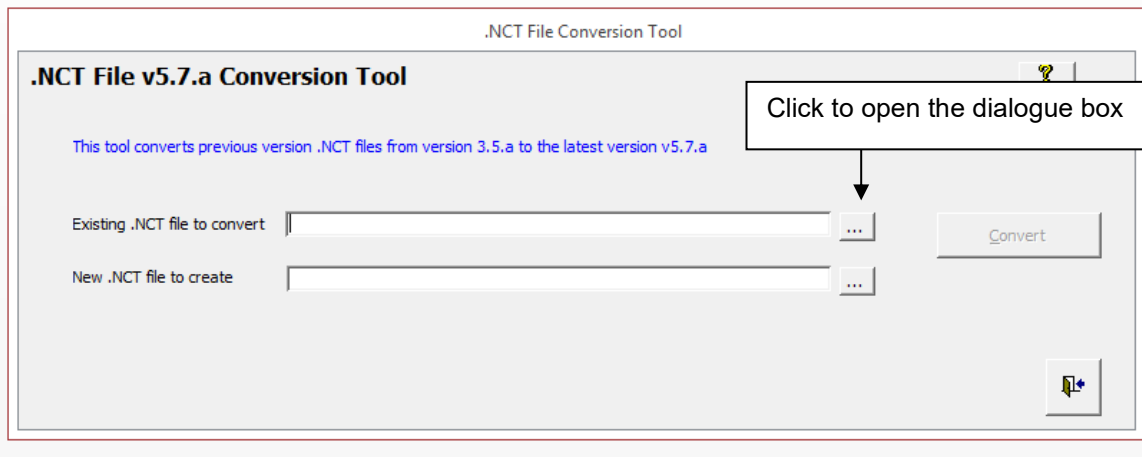 .NCT File Conversion Tool
.NCT File v5.7.a Conversion Tool
?
Click to open the dialogue box
This tool converts previous version .NCT files from version 3.5.a to the latest version v5.7.a
Existing .NCT file to convert
...
Convert
New .NCT file to create
...